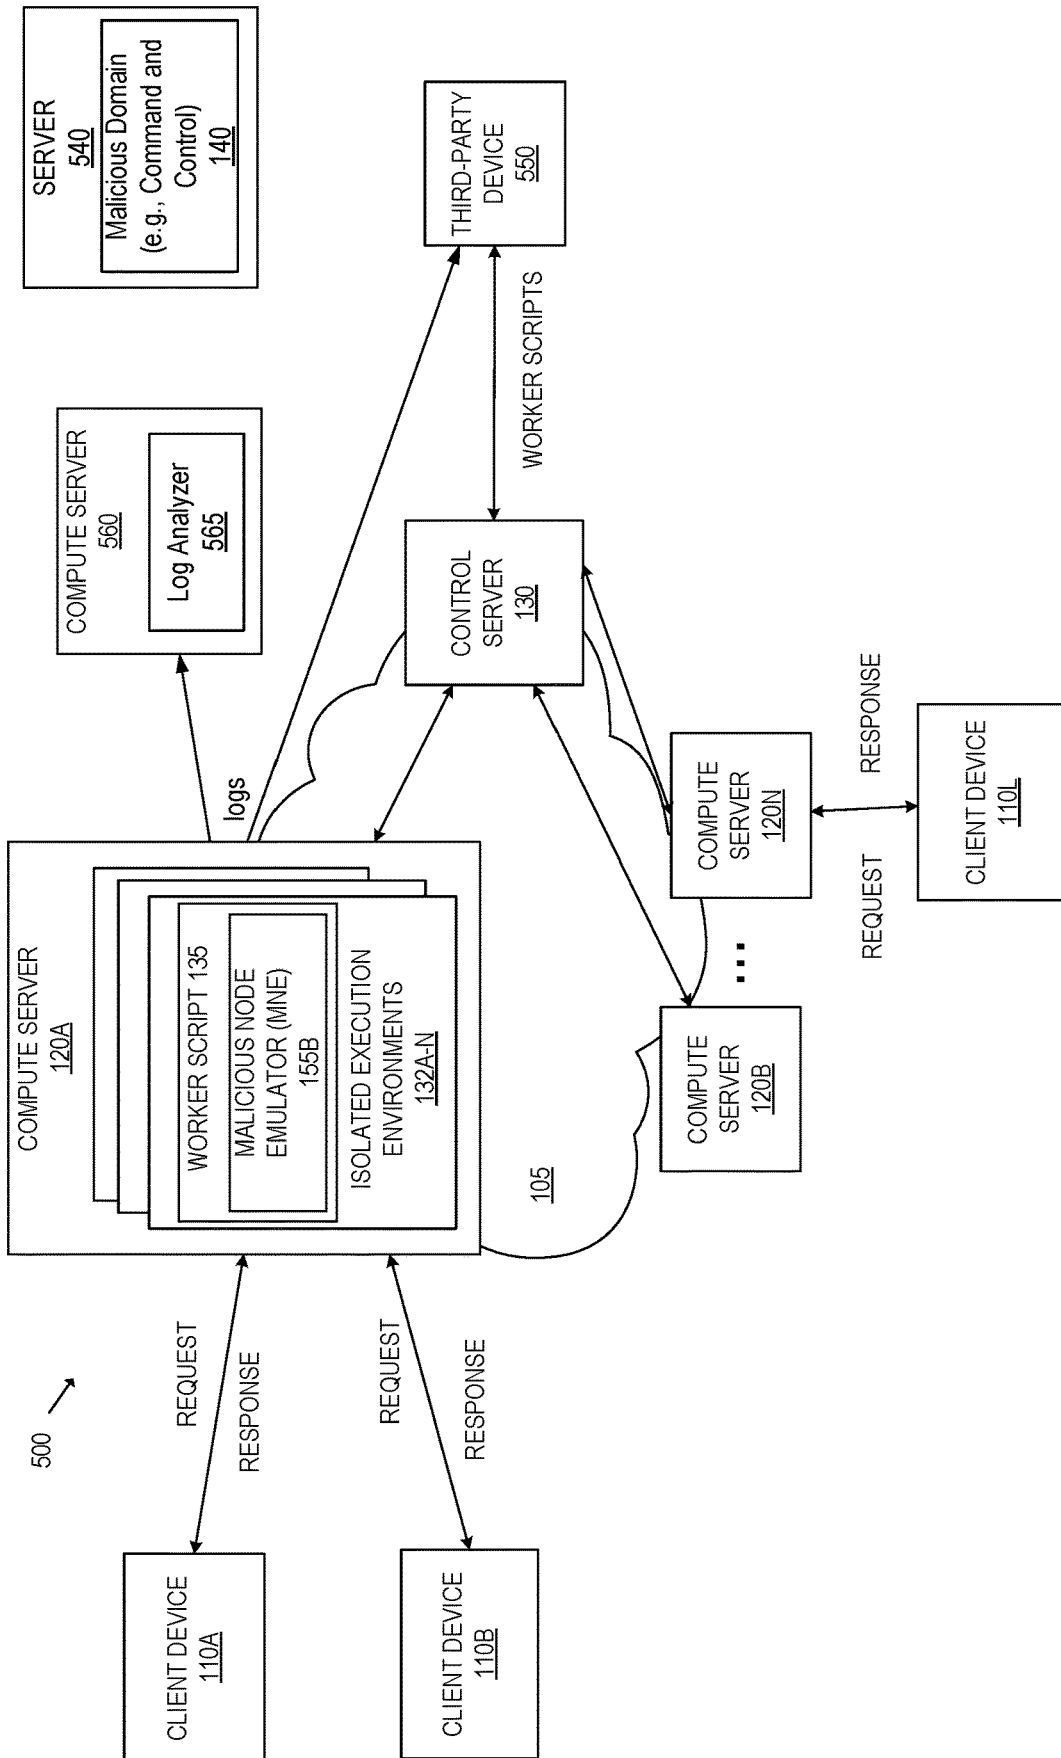 500
CLIENT DEVICE
110A
CLIENT DEVICE
110B
REQUEST
RESPONSE
REQUEST
RESPONSE
COMPUTE SERVER
120A
WORKER SCRIPT 135
MALICIOUS NODE
EMULATOR (MNE)
155B
ISOLATED EXECUTION
ENVIRONMENTS
132A-N
logs
COMPUTE SERVER
560
Log Analyzer
565
SERVER
540
Malicious Domain
(e.g., Command and
Control)
140
THIRD-PARTY
DEVICE
550
WORKER SCRIPTS
CONTROL
SERVER
130
105
COMPUTE
SERVER
120B
...
COMPUTE
SERVER
120N
REQUEST
RESPONSE
CLIENT DEVICE
110L